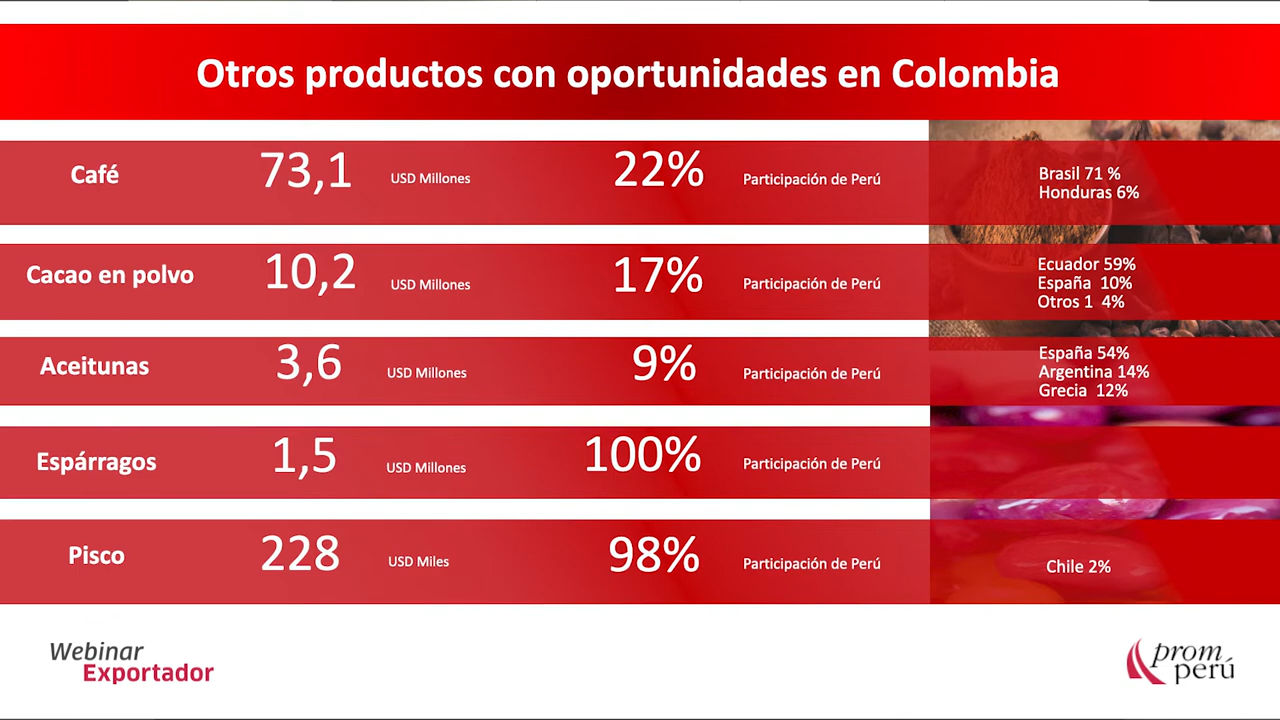 Otros productos con oportunidades en Colombia
Café 73,1 USD Millones 22% Participación de Perú
Brasil 71 %
Honduras 6%
Cacao en polvo 10,2 USD Millones 17% Participación de Perú
Ecuador 59%
España 10%
Otros 1 4%
Aceitunas 3,6 USD Millones 9% Participación de Perú
España 54%
Argentina 14%
Grecia 12%
Espárragos 1,5 USD Millones 100% Participación de Perú
Pisco 228 USD Miles 98% Participación de Perú
Chile 2%
Webinar
Exportador
prom
perú